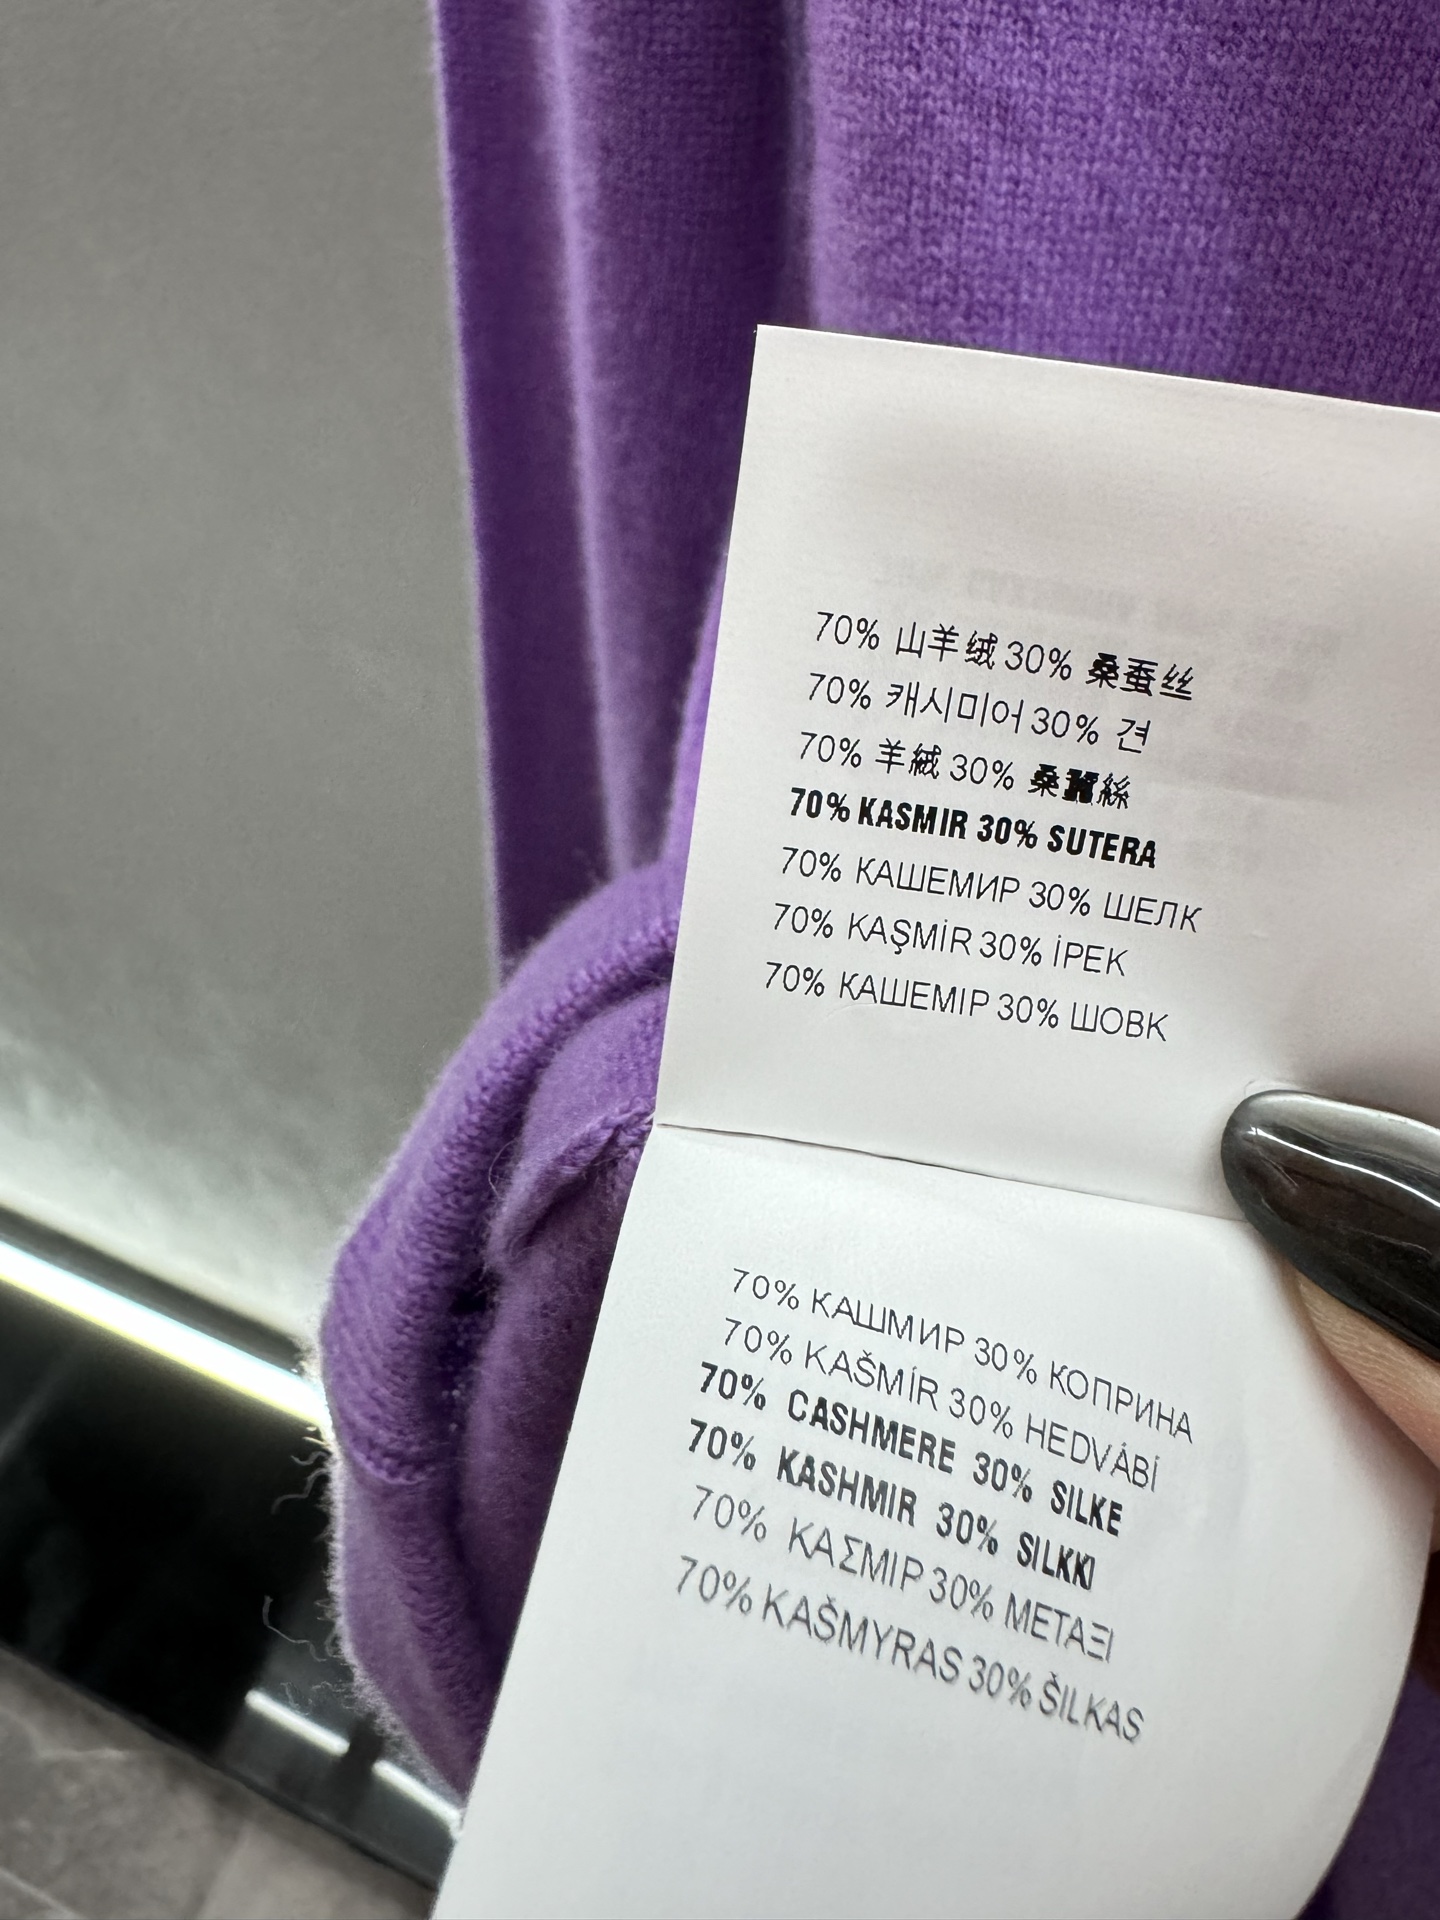 70% 山羊绒 30% 桑蚕丝
70% 캐시미어 30% 견
70% 羊絨 30% 桑蠶絲
70% KASMIR 30% SUTERA
70% КАШЕМИР 30% ШЕЛК
70% KAŞMİR 30% İPEK
70% КАШЕМІР 30% ШОВК
70% КАШМИР 30% КОПРИНА
70% KAŠMÍR 30% HEDVÁBÍ
70% CASHMERE 30% SILKE
70% KASHMIR 30% SILKKI
70% ΚΑΣΜΙΡ 30% ΜΕΤΑΞΙ
70% KAŠMYRAS 30% ŠILKAS